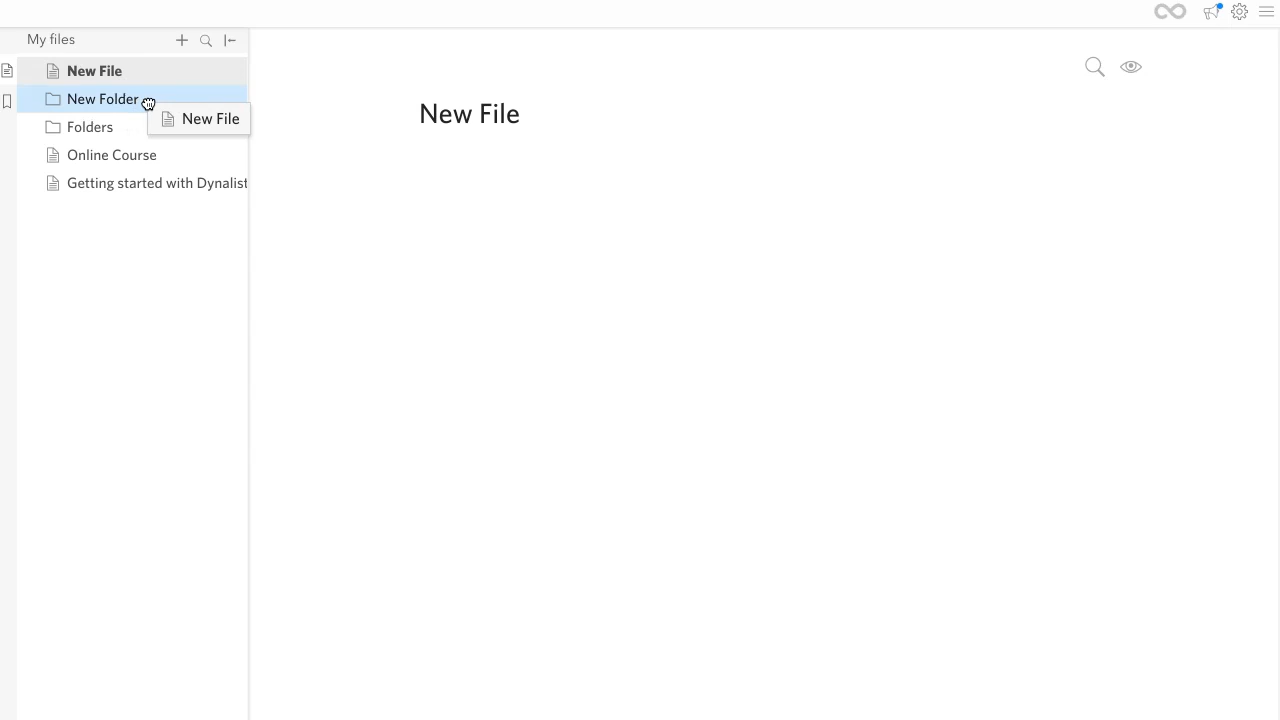 My files
New File
New Folder
New File
Folders
Online Course
Getting started with Dynalist
New File